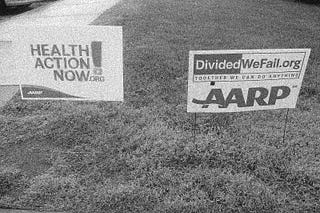 HEALTH
ACTION
NOW!
.ORG
AARP
DividedWeFail.org
TOGETHER WE CAN DO ANYTHING
AARP